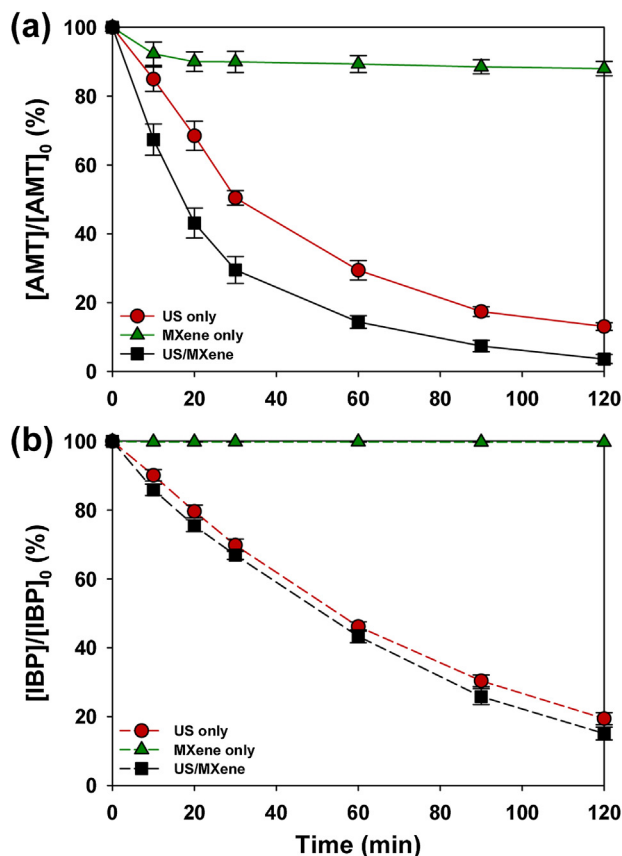 (a)
100
80
60
40
20
0
[AMT]/[AMT]₀ (%)
US only
MXene only
US/MXene
0 20 40 60 80 100 120
(b)
100
80
60
40
20
0
[IBP]/[IBP]₀ (%)
US only
MXene only
US/MXene
0 20 40 60 80 100 120
Time (min)